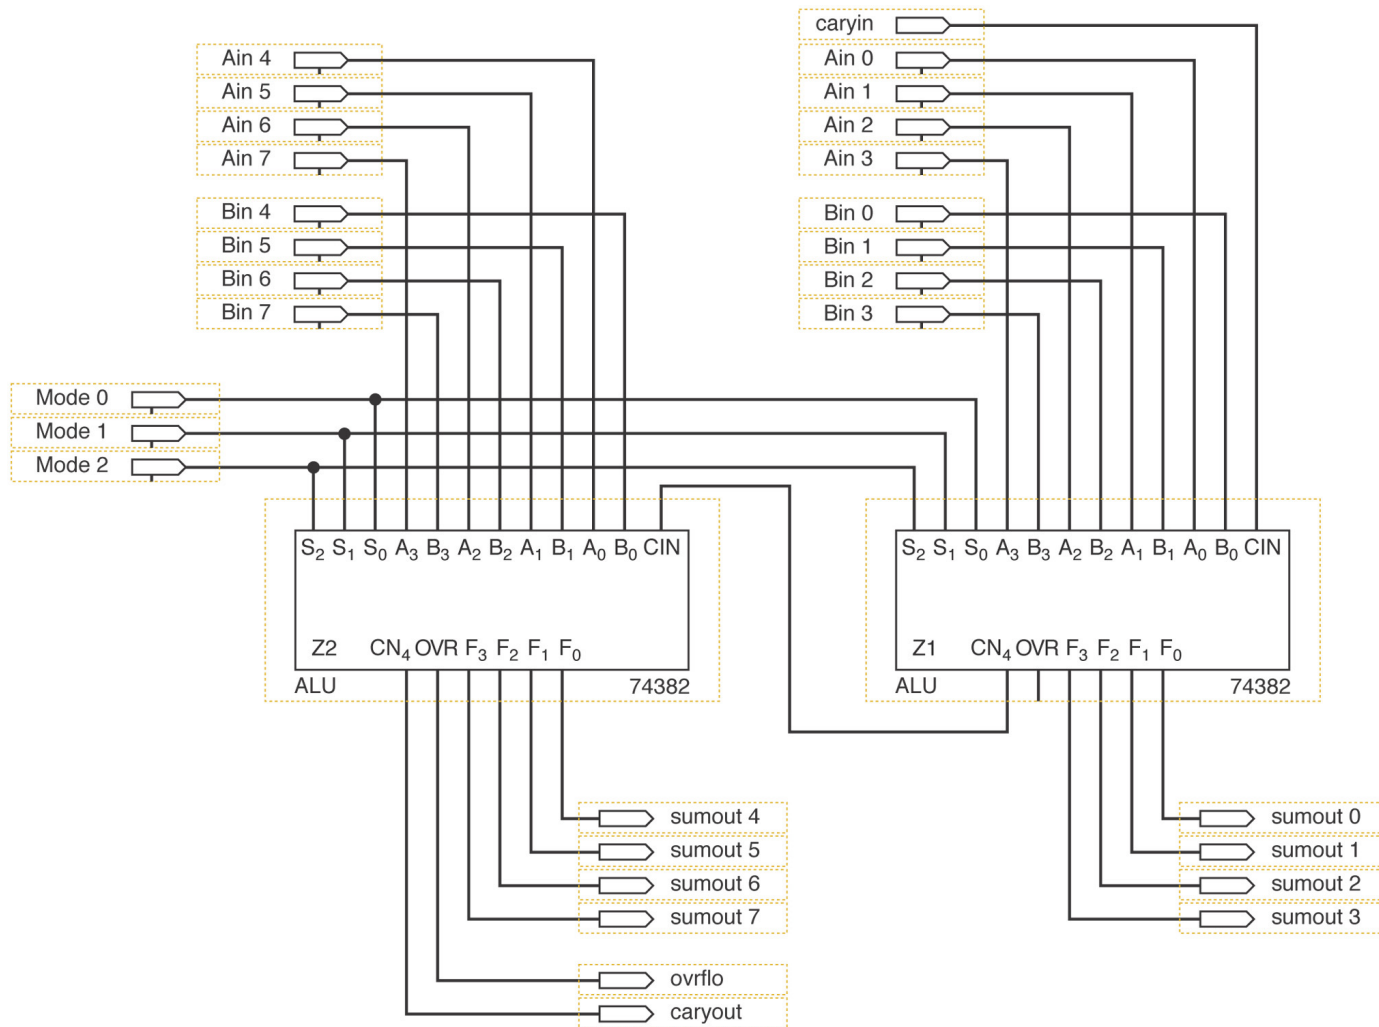 caryin
Ain 4
Ain 5
Ain 6
Ain 7
Ain 0
Ain 1
Ain 2
Ain 3
Bin 4
Bin 5
Bin 6
Bin 7
Bin 0
Bin 1
Bin 2
Bin 3
Mode 0
Mode 1
Mode 2
S₂ S₁ S₀ A₃ B₃ A₂ B₂ A₁ B₁ A₀ B₀ CIN
Z2 CN₄ OVR F₃ F₂ F₁ F₀
ALU 74382
S₂ S₁ S₀ A₃ B₃ A₂ B₂ A₁ B₁ A₀ B₀ CIN
Z1 CN₄ OVR F₃ F₂ F₁ F₀
ALU 74382
sumout 4
sumout 5
sumout 6
sumout 7
sumout 0
sumout 1
sumout 2
sumout 3
ovrflo
caryout